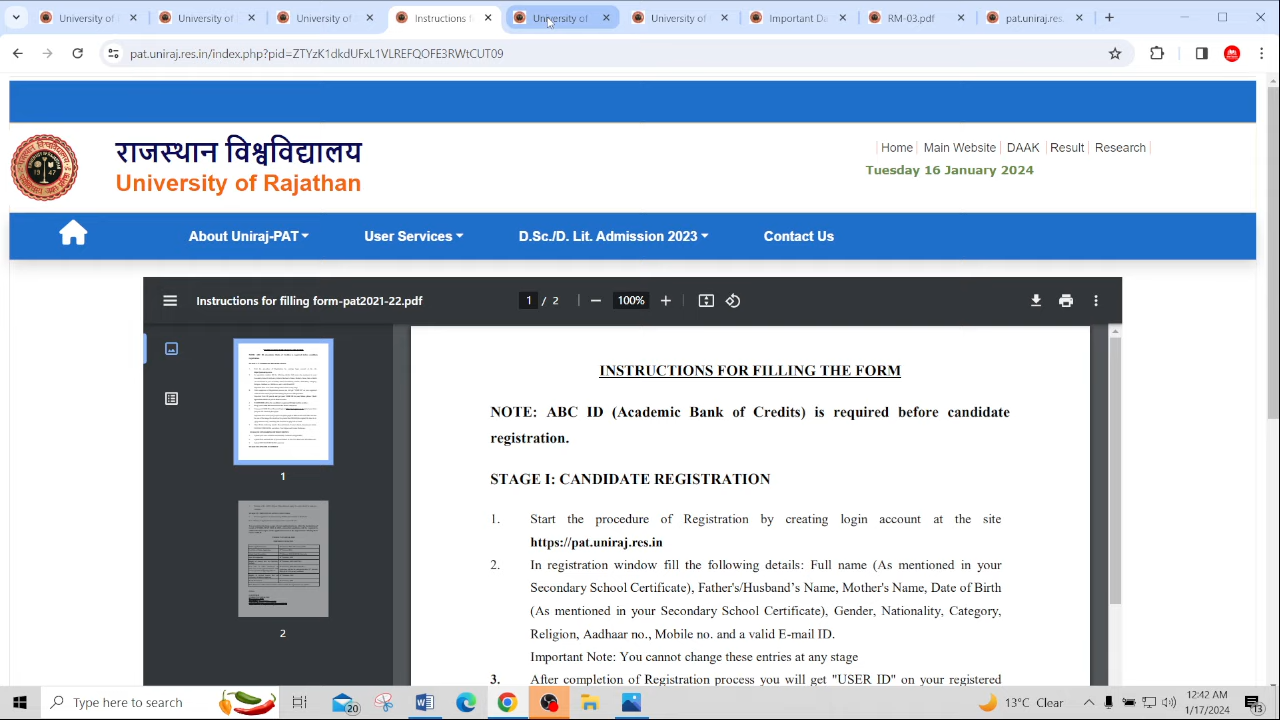 University of
University of
University of
Instructions f
University of
University of
Important Da
RM-03.pdf
pat.uniraj.res.
pat.uniraj.res.in/index.php?pid=ZTYzK1dkdUFxL1VLREFQOFE3RWtCUT09
राजस्थान विश्वविद्यालय
University of Rajathan
Home
Main Website
DAAK
Result
Research
Tuesday 16 January 2024
About Uniraj-PAT
User Services
D.Sc./D. Lit. Admission 2023
Contact Us
Instructions for filling form-pat2021-22.pdf
1 / 2
100%
1
2
INSTRUCTIONS FOR FILLING THE FORM
NOTE: ABC ID (Academic Bank of Credits) is required before candidate
registration.
STAGE I: CANDIDATE REGISTRATION
1. Start the procedure of Registration by creating login account at the site
https://pat.uniraj.res.in
2. In registration window fill the following details: Full name (As mentioned in your
Secondary School Certificate), Father's/Husband's Name, Mother's Name, Date of Birth
(As mentioned in your Secondary School Certificate), Gender, Nationality, Category,
Religion, Aadhaar no., Mobile no. and a valid E-mail ID.
Important Note: You cannot change these entries at any stage
3. After completion of Registration process you will get "USER ID" on your registered
Type here to search
20
13°C Clear
12:42 AM
1/17/2024
13